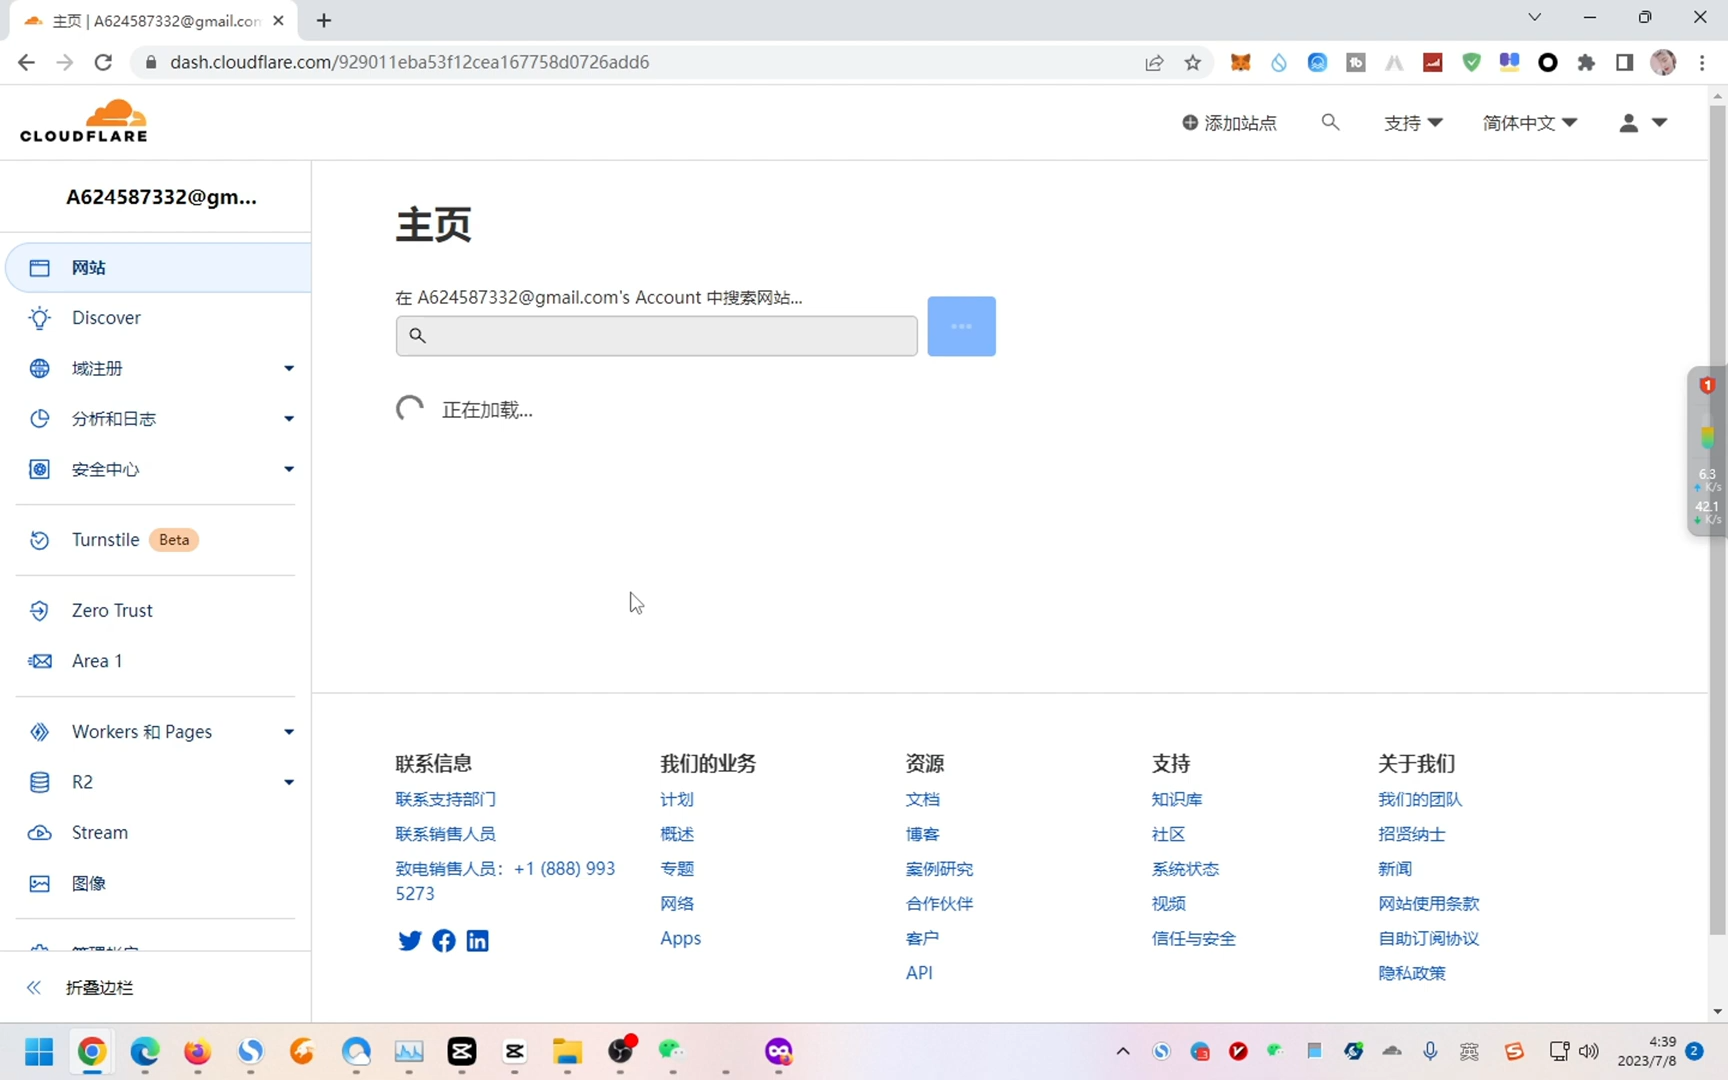 主页 | A624587332@gmail.con
dash.cloudflare.com/929011eba53f12cea167758d0726add6
CLOUDFLARE
添加站点
支持
简体中文
A624587332@gm...
网站
Discover
域注册
分析和日志
安全中心
Turnstile Beta
Zero Trust
Area 1
Workers 和 Pages
R2
Stream
图像
折叠边栏
主页
在 A624587332@gmail.com's Account 中搜索网站...
...
正在加载...
1
6.3
K/s
42.1
K/s
联系信息
联系支持部门
联系销售人员
致电销售人员：+1 (888) 993
5273
我们的业务
计划
概述
专题
网络
Apps
资源
文档
博客
案例研究
合作伙伴
客户
API
支持
知识库
社区
系统状态
视频
信任与安全
关于我们
我们的团队
招贤纳士
新闻
网站使用条款
自助订阅协议
隐私政策
英
4:39
2023/7/8
2